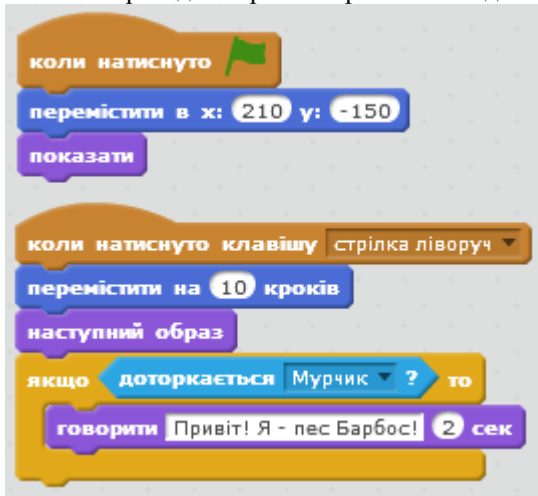 коли натиснуто
перемістити в x: 210 y: -150
показати
коли натиснуто клавішу стрілка ліворуч
перемістити на 10 кроків
наступний образ
якщо доторкається Мурчик ? то
говорити Привіт! Я - пес Барбос! 2 сек